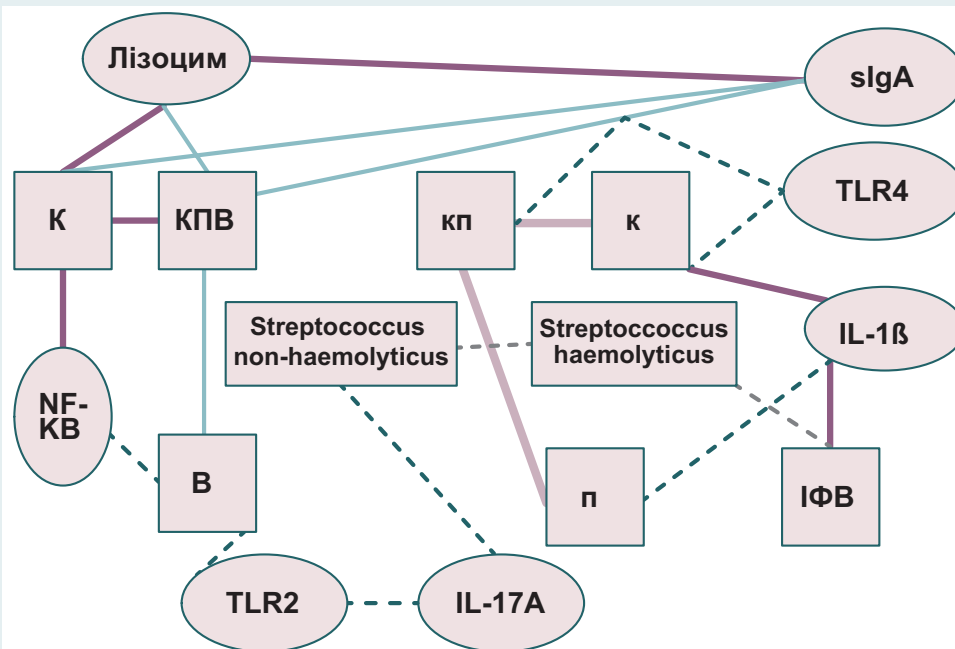 Лізоцим
sIgA
TLR4
К
КПВ
кп
к
Streptococcus
non-haemolyticus
Streptoccoccus
haemolyticus
IL-1ß
NF-
KB
В
п
ІФВ
TLR2
IL-17A